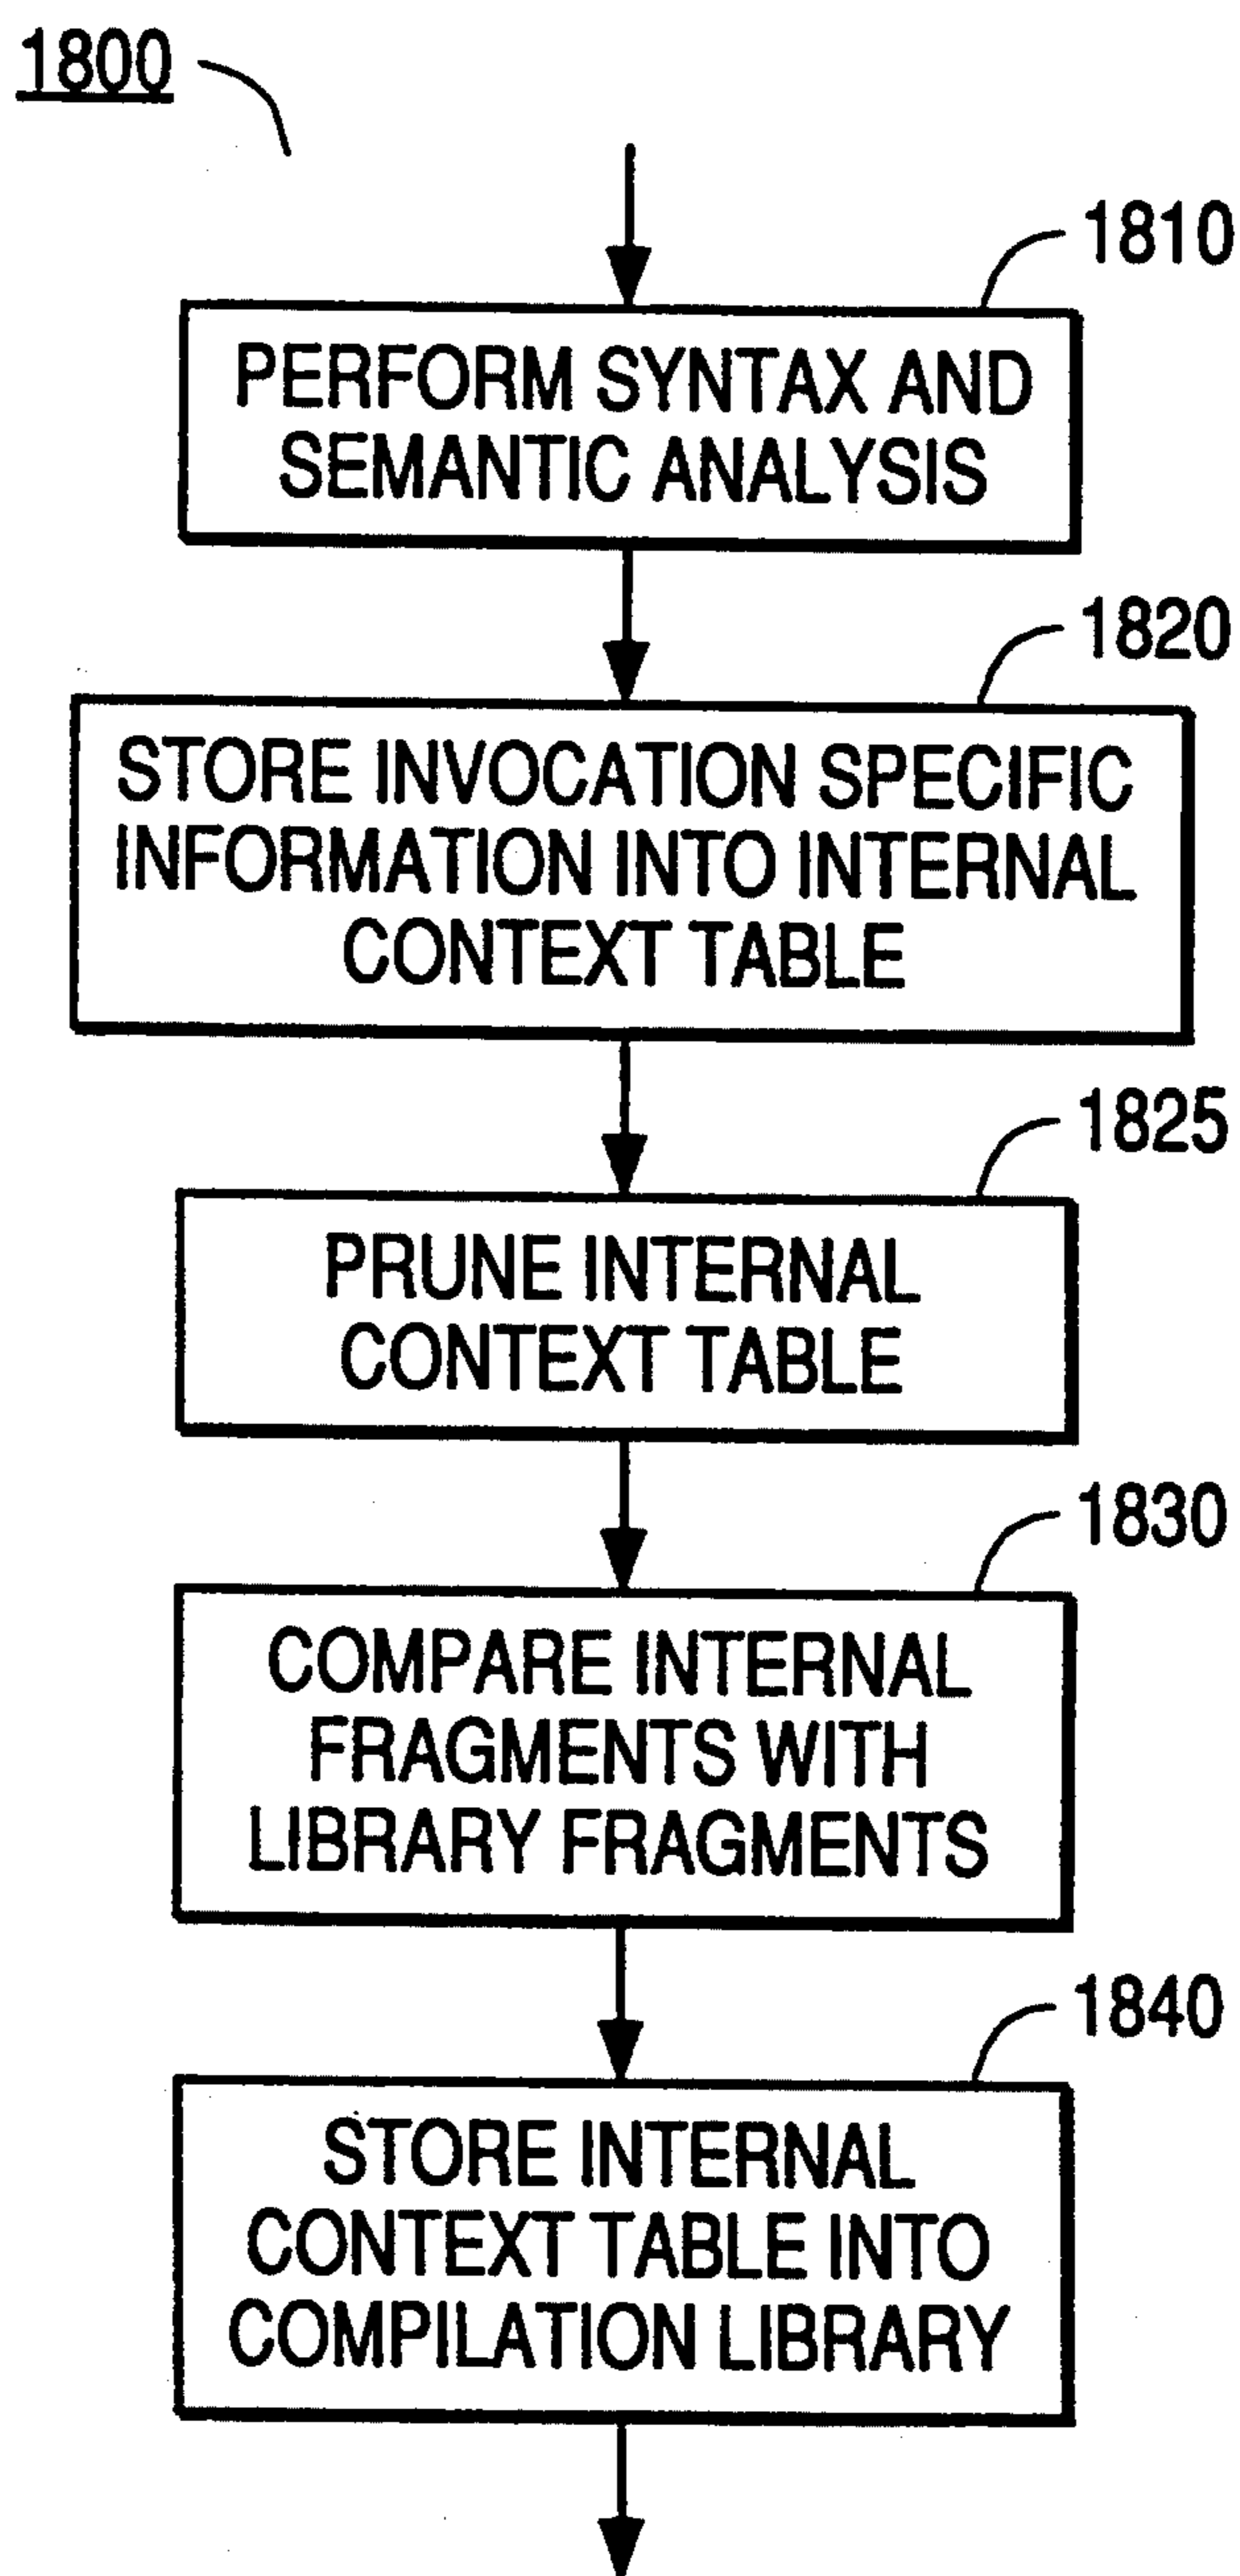 1800
1810
PERFORM SYNTAX AND
SEMANTIC ANALYSIS
1820
STORE INVOCATION SPECIFIC
INFORMATION INTO INTERNAL
CONTEXT TABLE
1825
PRUNE INTERNAL
CONTEXT TABLE
1830
COMPARE INTERNAL
FRAGMENTS WITH
LIBRARY FRAGMENTS
1840
STORE INTERNAL
CONTEXT TABLE INTO
COMPILATION LIBRARY